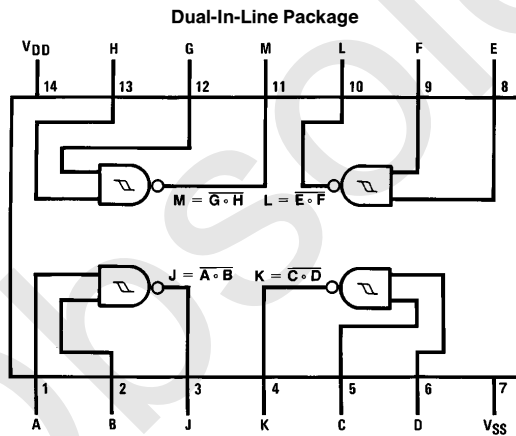 Dual-In-Line Package
VDD H G M L F E
14 13 12 11 10 9 8
M = G∘H L = E∘F
J = A∘B K = C∘D
1 2 3 4 5 6 7
A B J K C D VSS